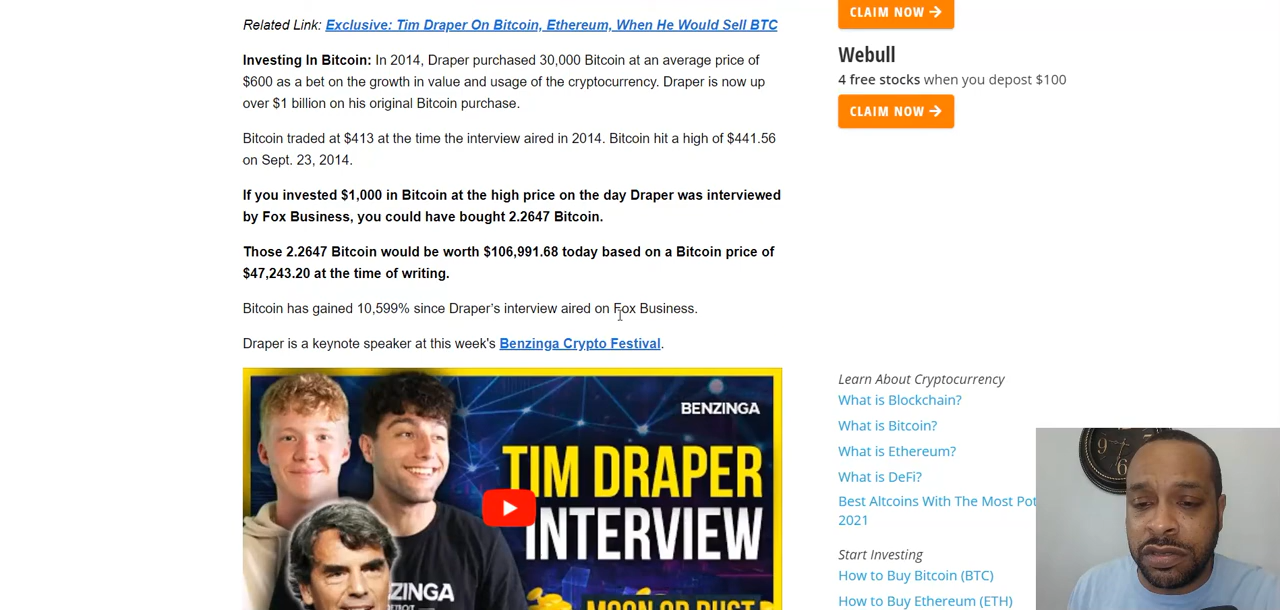 Related Link: Exclusive: Tim Draper On Bitcoin, Ethereum, When He Would Sell BTC
Investing In Bitcoin: In 2014, Draper purchased 30,000 Bitcoin at an average price of
$600 as a bet on the growth in value and usage of the cryptocurrency. Draper is now up
over $1 billion on his original Bitcoin purchase.
Bitcoin traded at $413 at the time the interview aired in 2014. Bitcoin hit a high of $441.56
on Sept. 23, 2014.
If you invested $1,000 in Bitcoin at the high price on the day Draper was interviewed
by Fox Business, you could have bought 2.2647 Bitcoin.
Those 2.2647 Bitcoin would be worth $106,991.68 today based on a Bitcoin price of
$47,243.20 at the time of writing.
Bitcoin has gained 10,599% since Draper's interview aired on Fox Business.
Draper is a keynote speaker at this week's Benzinga Crypto Festival.
BENZINGA
TIM DRAPER
INTERVIEW
CLAIM NOW →
Webull
4 free stocks when you depost $100
CLAIM NOW →
Learn About Cryptocurrency
What is Blockchain?
What is Bitcoin?
What is Ethereum?
What is DeFi?
Best Altcoins With The Most Pot
2021
Start Investing
How to Buy Bitcoin (BTC)
How to Buy Ethereum (ETH)
9
6